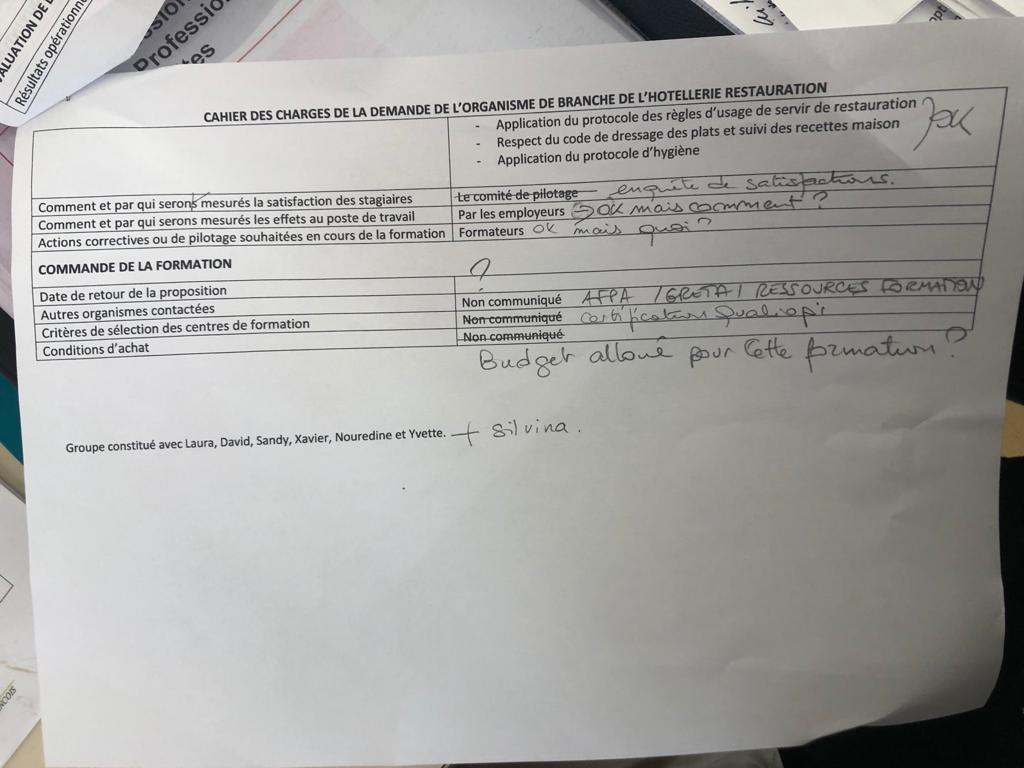 ALUATION DE
Résultats opérationne
Profession
tes
CAHIER DES CHARGES DE LA DEMANDE DE L'ORGANISME DE BRANCHE DE L'HOTELLERIE RESTAURATION
- Application du protocole des règles d'usage de servir de restauration
- Respect du code de dressage des plats et suivi des recettes maison
- Application du protocole d'hygiène
OK
Comment et par qui serons mesurés la satisfaction des stagiaires
Le comité de pilotage enquête de satisfactions.
Comment et par qui serons mesurés les effets au poste de travail
Par les employeurs OK mais comment ?
Actions correctives ou de pilotage souhaitées en cours de la formation
Formateurs OK mais quoi ?
COMMANDE DE LA FORMATION
Date de retour de la proposition
?
Autres organismes contactées
Non communiqué AFPA / GRETA / RESSOURCES FORMATION
Critères de sélection des centres de formation
Non communiqué certification Qualiopi
Conditions d'achat
Non communiqué
Budget alloué pour cette formation ?
Groupe constitué avec Laura, David, Sandy, Xavier, Nouredine et Yvette. + Silvina.